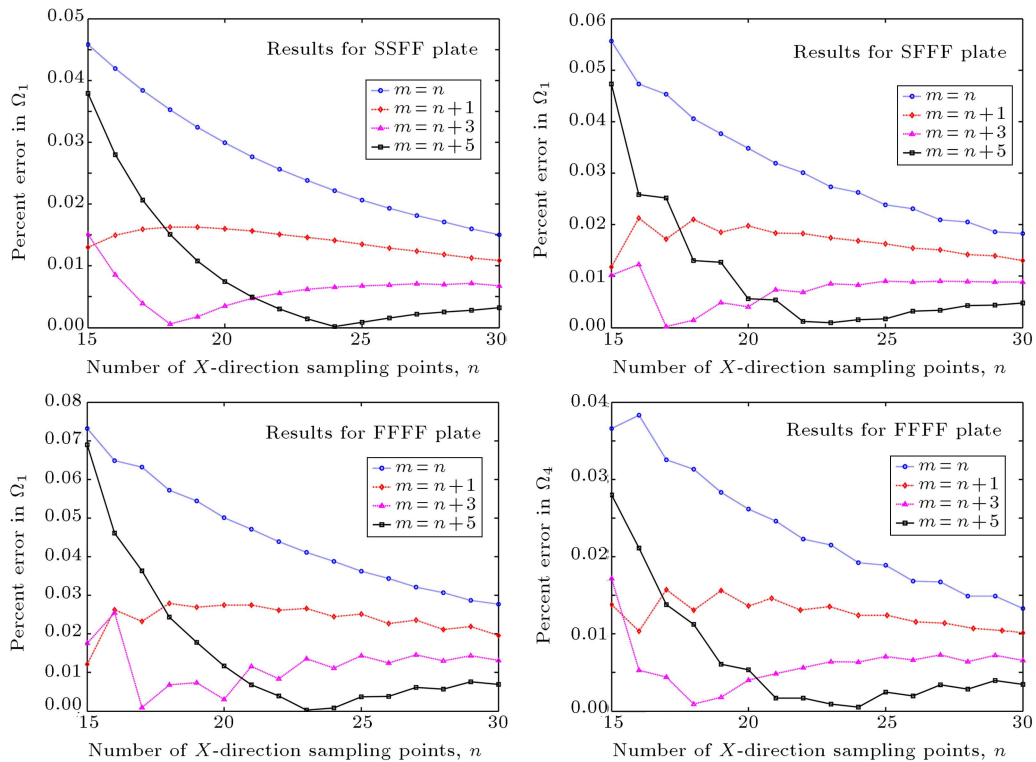 0.05
0.04
0.03
0.02
0.01
0.00
15
20
25
30
Percent error in Ω₁
Number of X-direction sampling points, n
Results for SSFF plate
m = n
m = n + 1
m = n + 3
m = n + 5
0.06
0.05
0.04
0.03
0.02
0.01
0.00
15
20
25
30
Percent error in Ω₁
Number of X-direction sampling points, n
Results for SFFF plate
m = n
m = n + 1
m = n + 3
m = n + 5
0.08
0.07
0.06
0.05
0.04
0.03
0.02
0.01
0.00
15
20
25
30
Percent error in Ω₁
Number of X-direction sampling points, n
Results for FFFF plate
m = n
m = n + 1
m = n + 3
m = n + 5
0.04
0.03
0.02
0.01
0.00
15
20
25
30
Percent error in Ω₄
Number of X-direction sampling points, n
Results for FFFF plate
m = n
m = n + 1
m = n + 3
m = n + 5